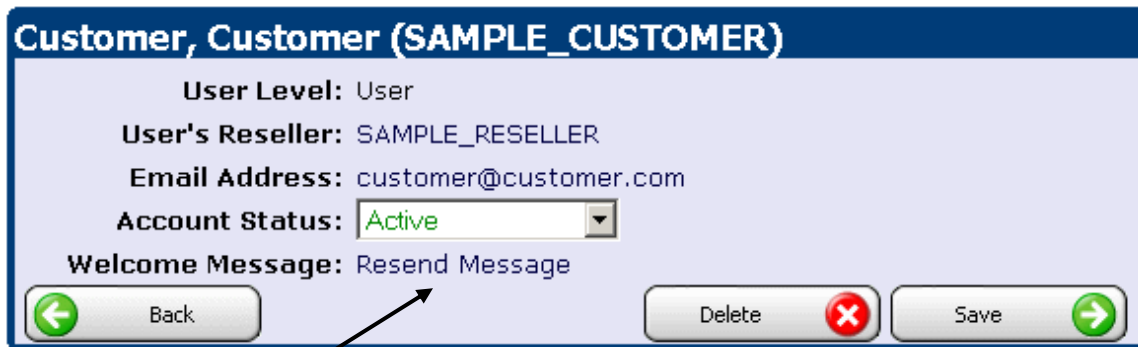 Customer, Customer (SAMPLE_CUSTOMER)
User Level: User
User's Reseller: SAMPLE_RESELLER
Email Address: customer@customer.com
Account Status: Active
Welcome Message: Resend Message
Back Delete Save